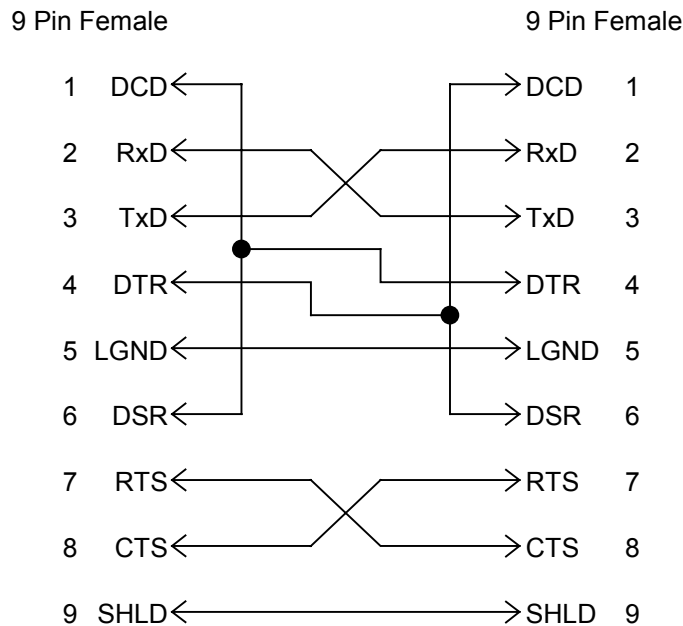 9 Pin Female 9 Pin Female
1 DCD DCD 1
2 RxD RxD 2
3 TxD TxD 3
4 DTR DTR 4
5 LGND LGND 5
6 DSR DSR 6
7 RTS RTS 7
8 CTS CTS 8
9 SHLD SHLD 9